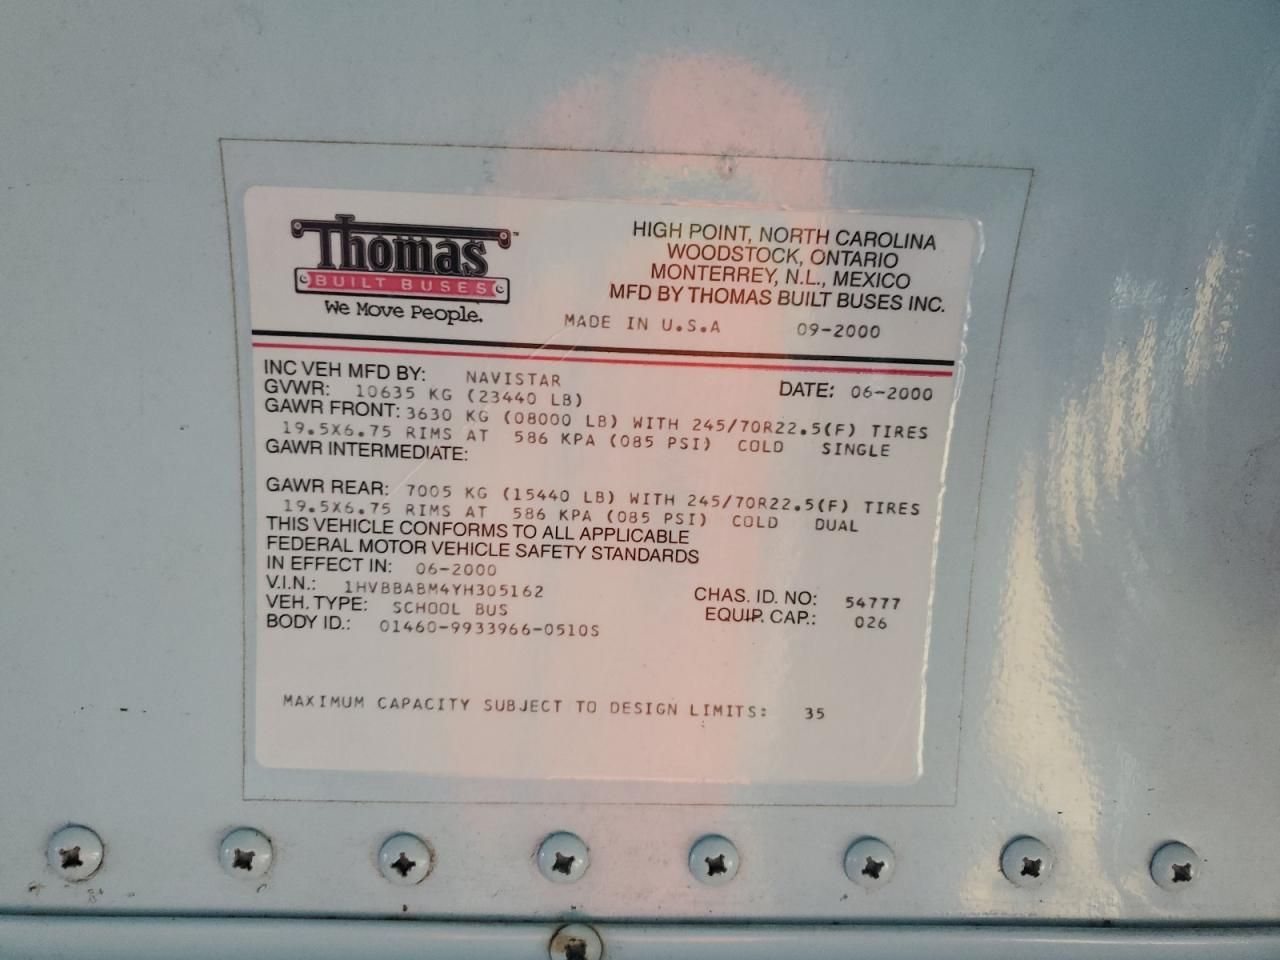 Thomas™
BUILT BUSES
We Move People.
HIGH POINT, NORTH CAROLINA
WOODSTOCK, ONTARIO
MONTERREY, N.L., MEXICO
MFD BY THOMAS BUILT BUSES INC.
MADE IN U.S.A 09-2000
INC VEH MFD BY: NAVISTAR DATE: 06-2000
GVWR: 10635 KG (23440 LB)
GAWR FRONT: 3630 KG (08000 LB) WITH 245/70R22.5(F) TIRES
19.5X6.75 RIMS AT 586 KPA (085 PSI) COLD SINGLE
GAWR INTERMEDIATE:
GAWR REAR: 7005 KG (15440 LB) WITH 245/70R22.5(F) TIRES
19.5X6.75 RIMS AT 586 KPA (085 PSI) COLD DUAL
THIS VEHICLE CONFORMS TO ALL APPLICABLE
FEDERAL MOTOR VEHICLE SAFETY STANDARDS
IN EFFECT IN: 06-2000
V.I.N.: 1HVBBABM4YH305162 CHAS. ID. NO: 54777
VEH. TYPE: SCHOOL BUS EQUIP. CAP.: 026
BODY ID.: 01460-9933966-0510S
MAXIMUM CAPACITY SUBJECT TO DESIGN LIMITS: 35